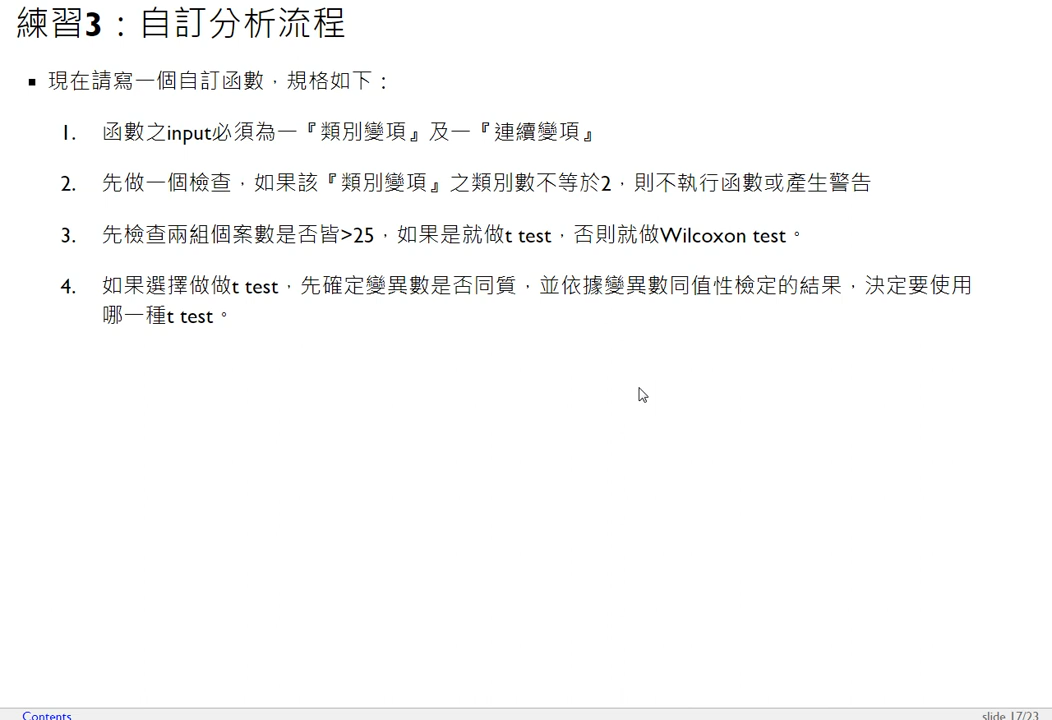 練習3：自訂分析流程
▪ 現在請寫一個自訂函數，規格如下：
1. 函數之input必須為一『類別變項』及一『連續變項』
2. 先做一個檢查，如果該『類別變項』之類別數不等於2，則不執行函數或產生警告
3. 先檢查兩組個案數是否皆>25，如果是就做t test，否則就做Wilcoxon test。
4. 如果選擇做做t test，先確定變異數是否同質，並依據變異數同值性檢定的結果，決定要使用
哪一種t test。
Contents
slide 17/23